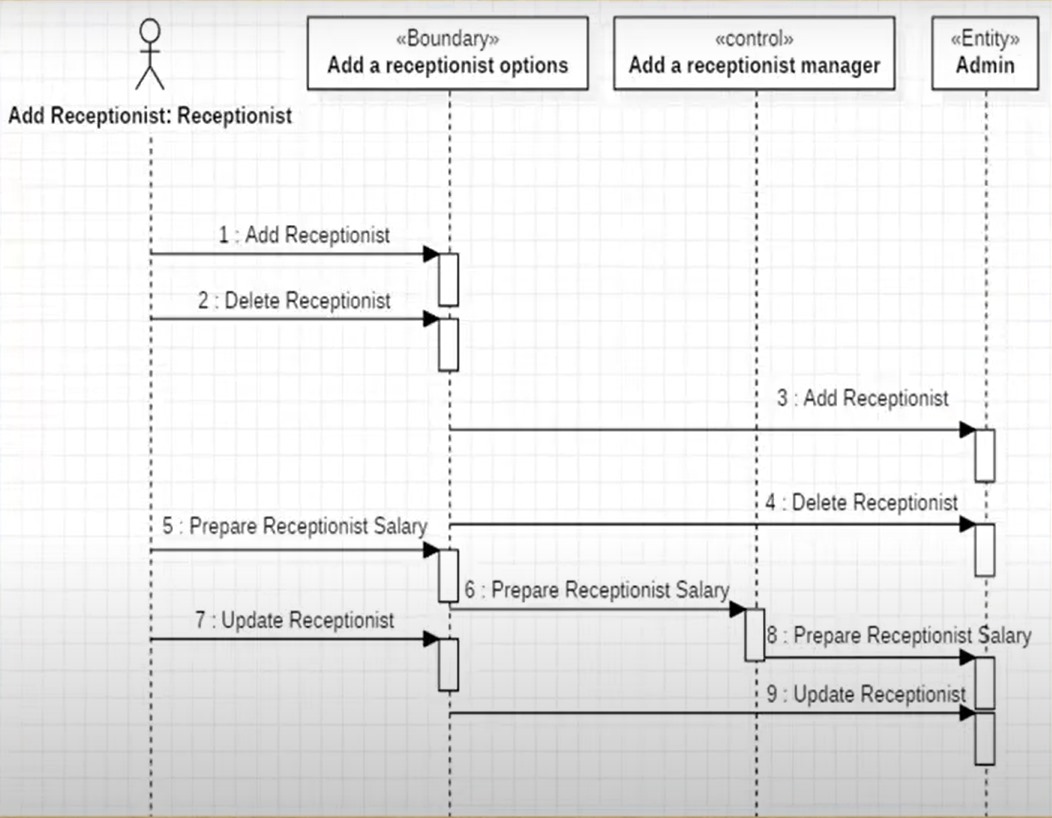 «Boundary»
Add a receptionist options
«control»
Add a receptionist manager
«Entity»
Admin
Add Receptionist: Receptionist
1 : Add Receptionist
2 : Delete Receptionist
3 : Add Receptionist
4 : Delete Receptionist
5 : Prepare Receptionist Salary
6 : Prepare Receptionist Salary
7 : Update Receptionist
8 : Prepare Receptionist Salary
9 : Update Receptionist